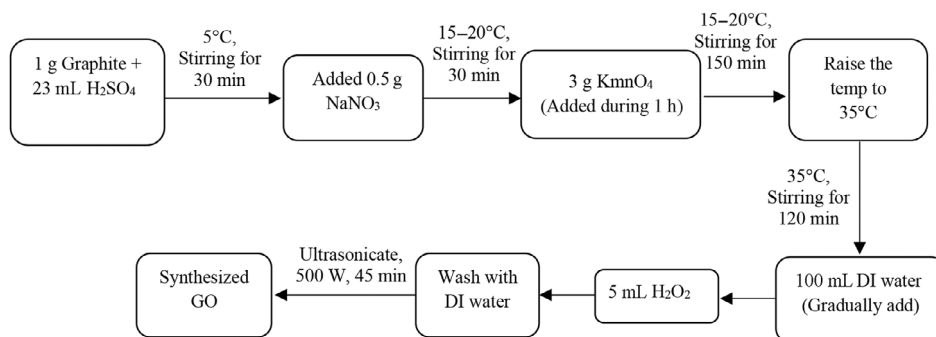 1 g Graphite +
23 mL H₂SO₄
5°C,
Stirring for
30 min
Added 0.5 g
NaNO₃
15–20°C,
Stirring for
30 min
3 g KmnO₄
(Added during 1 h)
15–20°C,
Stirring for
150 min
Raise the
temp to
35°C
35°C,
Stirring for
120 min
100 mL DI water
(Gradually add)
5 mL H₂O₂
Wash with
DI water
Ultrasonicate,
500 W, 45 min
Synthesized
GO